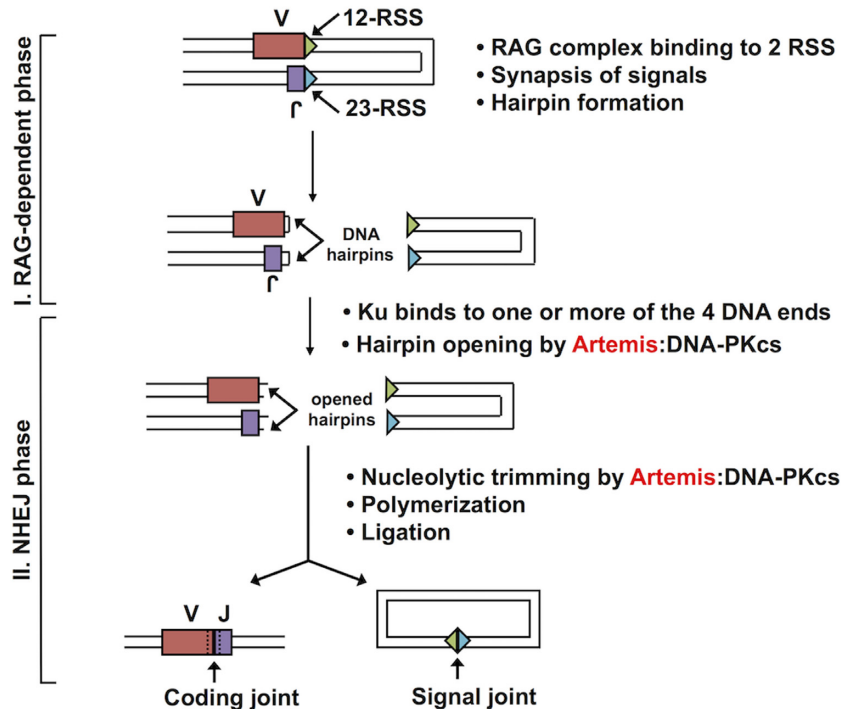 V
12-RSS
J
23-RSS
• RAG complex binding to 2 RSS
• Synapsis of signals
• Hairpin formation
I. RAG-dependent phase
V
DNA
hairpins
J
• Ku binds to one or more of the 4 DNA ends
• Hairpin opening by Artemis:DNA-PKcs
opened
hairpins
II. NHEJ phase
• Nucleolytic trimming by Artemis:DNA-PKcs
• Polymerization
• Ligation
V J
Coding joint
Signal joint